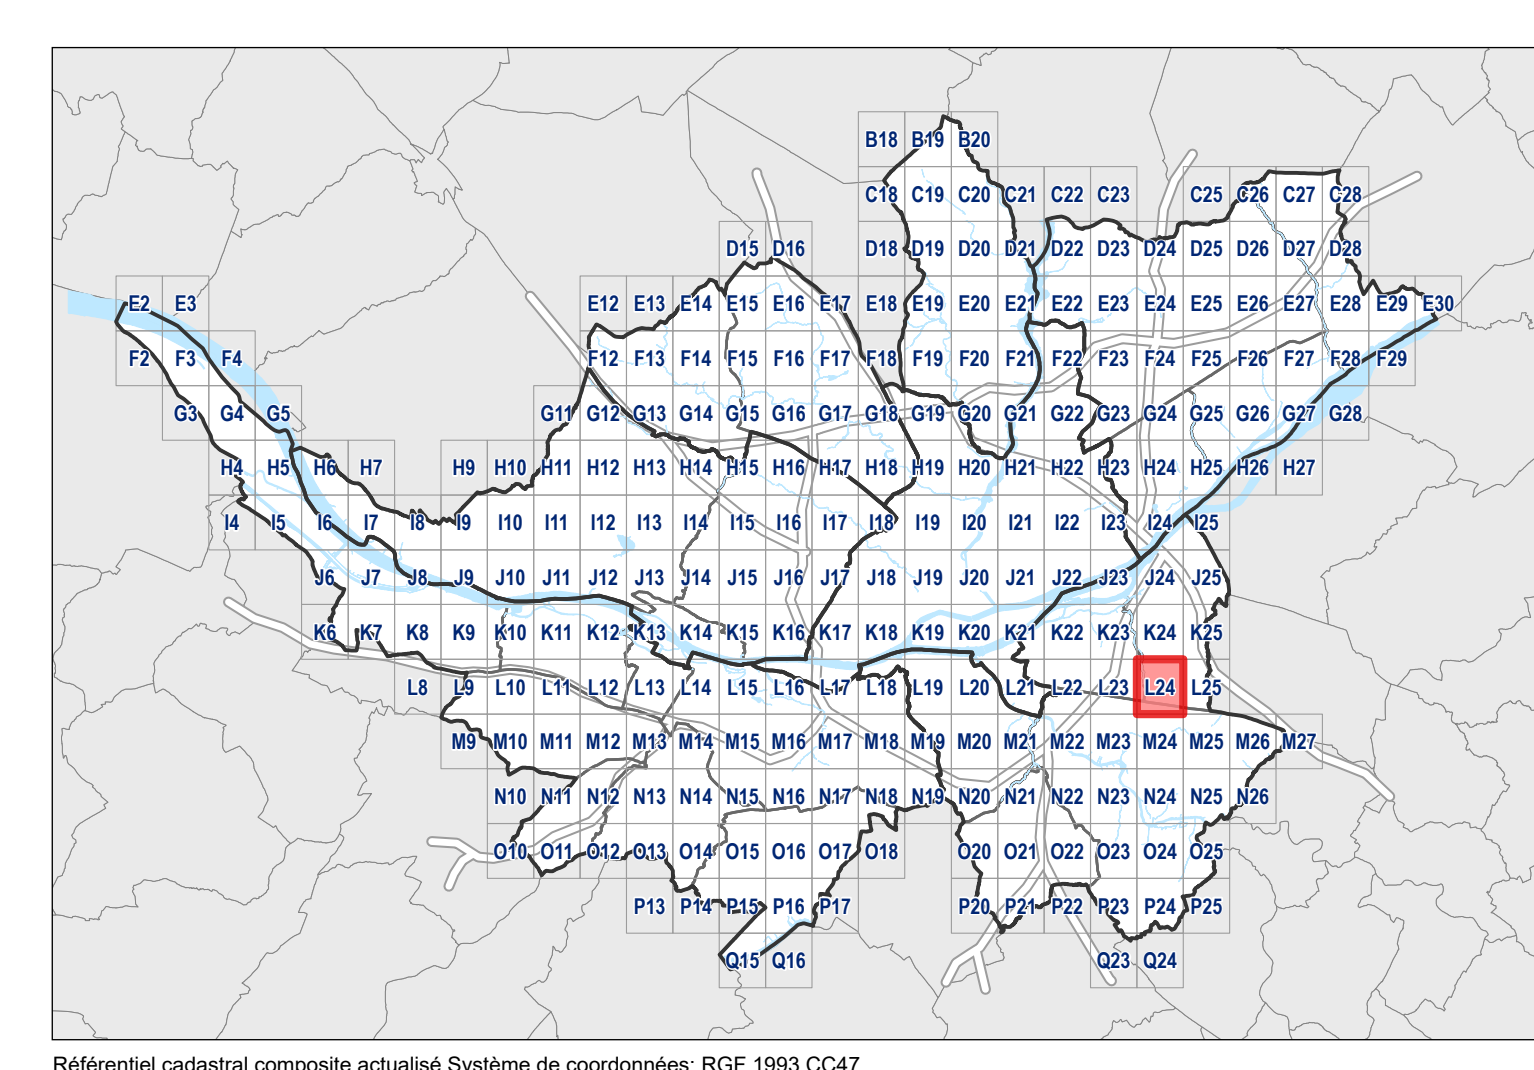 B18 B19 B20
C18 C19 C20 C21 C22 C23 C25 C26 C27 C28
D15 D16 D18 D19 D20 D21 D22 D23 D24 D25 D26 D27 D28
E2 E3 E12 E13 E14 E15 E16 E17 E18 E19 E20 E21 E22 E23 E24 E25 E26 E27 E28 E29 E30
F2 F3 F4 F12 F13 F14 F15 F16 F17 F18 F19 F20 F21 F22 F23 F24 F25 F26 F27 F28 F29
G3 G4 G5 G11 G12 G13 G14 G15 G16 G17 G18 G19 G20 G21 G22 G23 G24 G25 G26 G27 G28
H4 H5 H6 H7 H9 H10 H11 H12 H13 H14 H15 H16 H17 H18 H19 H20 H21 H22 H23 H24 H25 H26 H27
I4 I5 I6 I7 I8 I9 I10 I11 I12 I13 I14 I15 I16 I17 I18 I19 I20 I21 I22 I23 I24 I25
J6 J7 J8 J9 J10 J11 J12 J13 J14 J15 J16 J17 J18 J19 J20 J21 J22 J23 J24 J25
K6 K7 K8 K9 K10 K11 K12 K13 K14 K15 K16 K17 K18 K19 K20 K21 K22 K23 K24 K25
L8 L9 L10 L11 L12 L13 L14 L15 L16 L17 L18 L19 L20 L21 L22 L23 L24 L25
M9 M10 M11 M12 M13 M14 M15 M16 M17 M18 M19 M20 M21 M22 M23 M24 M25 M26 M27
N10 N11 N12 N13 N14 N15 N16 N17 N18 N19 N20 N21 N22 N23 N24 N25 N26
O10 O11 O12 O13 O14 O15 O16 O17 O18 O20 O21 O22 O23 O24 O25
P13 P14 P15 P16 P17 P20 P21 P22 P23 P24 P25
Q15 Q16 Q23 Q24
Référentiel cadastral composite actualisé Système de coordonnées: RGF 1993 CC47